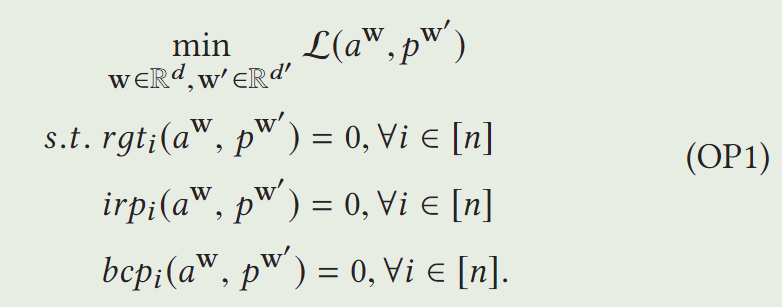 min 𝓛(a^w, p^w′)
w∈ℝ^d, w′∈ℝ^d′
s.t. rgt_i(a^w, p^w′) = 0, ∀i ∈ [n]
(OP1)
irp_i(a^w, p^w′) = 0, ∀i ∈ [n]
bcp_i(a^w, p^w′) = 0, ∀i ∈ [n].